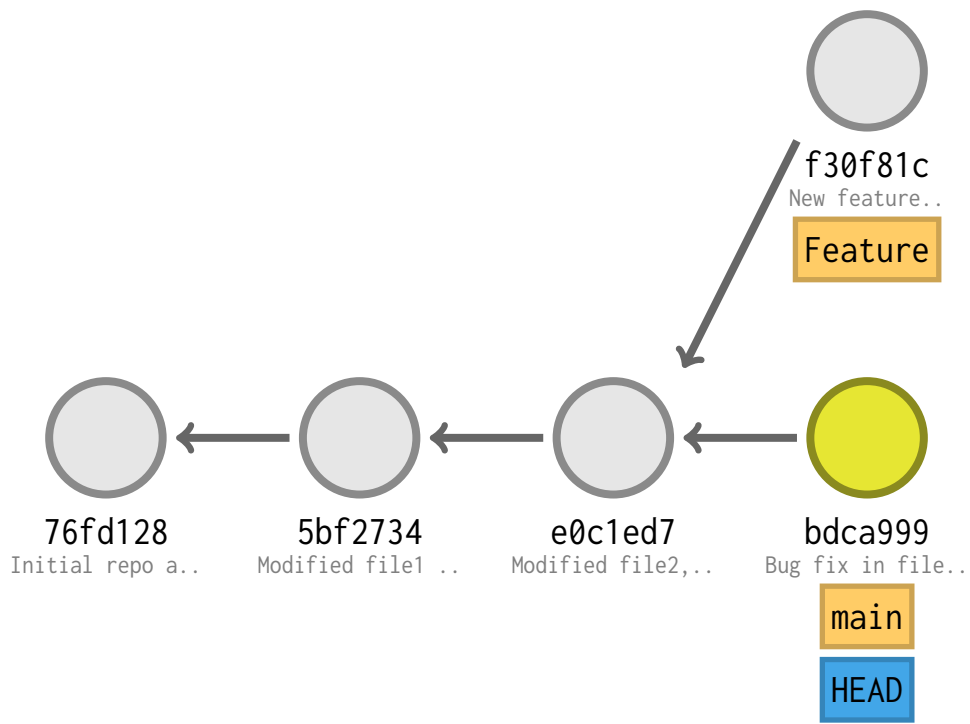 f30f81c
New feature..
Feature
76fd128
Initial repo a..
5bf2734
Modified file1 ..
e0c1ed7
Modified file2,..
bdca999
Bug fix in file..
main
HEAD